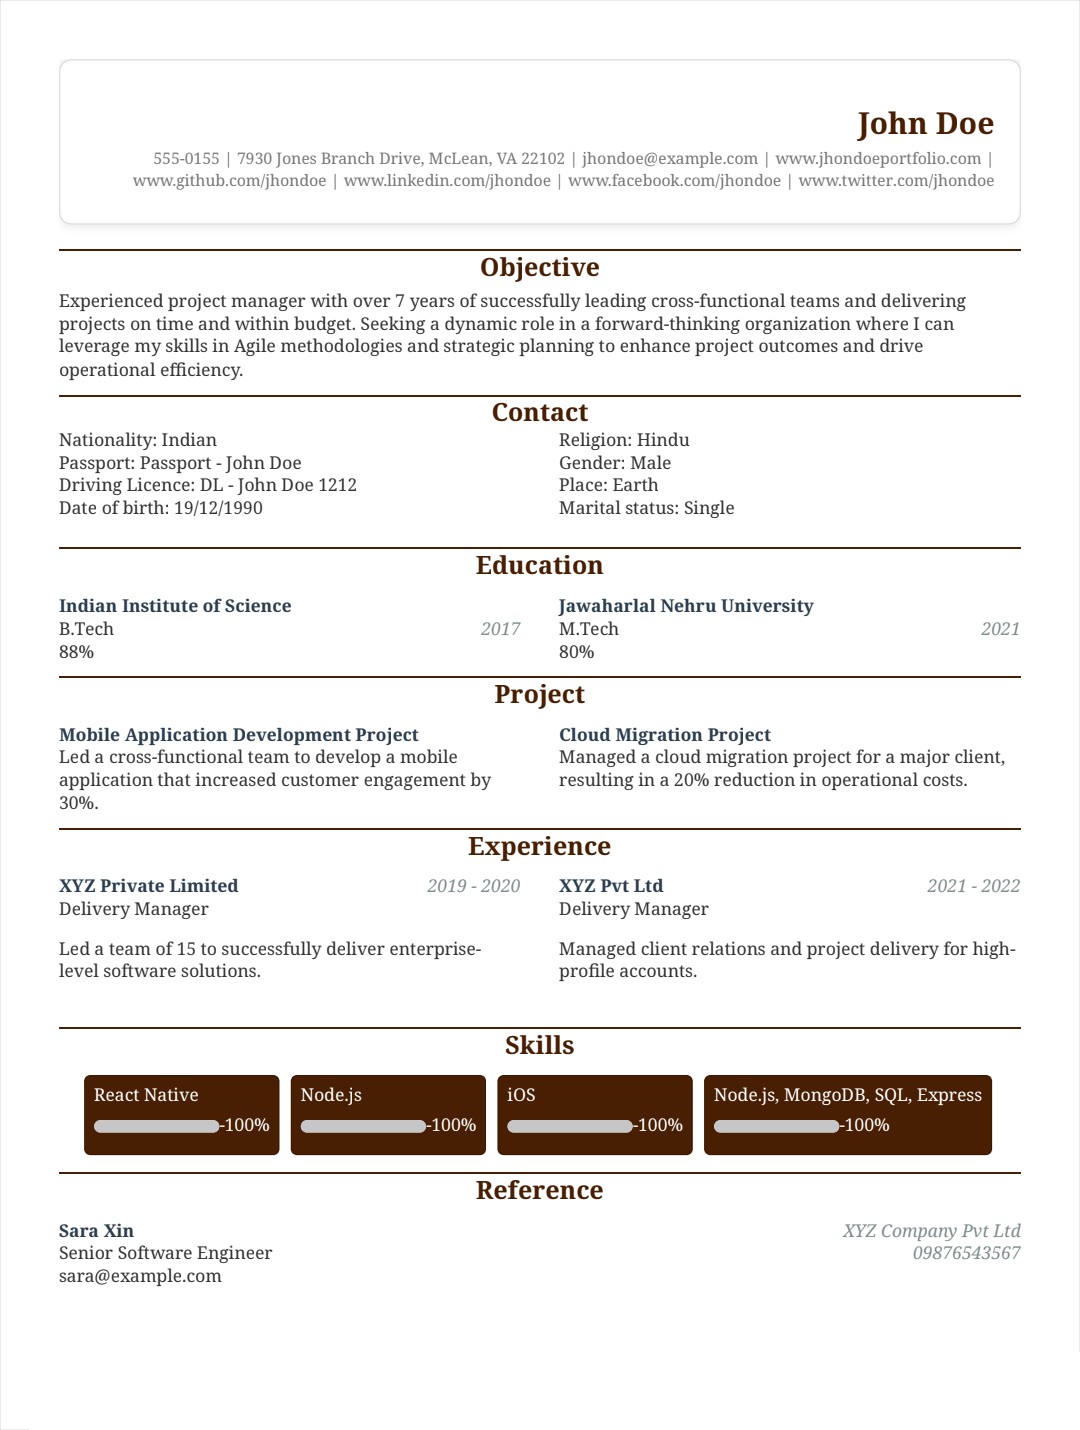 John Doe
555-0155 | 7930 Jones Branch Drive, McLean, VA 22102 | jhondoe@example.com | www.jhondoeportfolio.com |
www.github.com/jhondoe | www.linkedin.com/jhondoe | www.facebook.com/jhondoe | www.twitter.com/jhondoe
Objective
Experienced project manager with over 7 years of successfully leading cross-functional teams and delivering
projects on time and within budget. Seeking a dynamic role in a forward-thinking organization where I can
leverage my skills in Agile methodologies and strategic planning to enhance project outcomes and drive
operational efficiency.
Contact
Nationality: Indian
Passport: Passport - John Doe
Driving Licence: DL - John Doe 1212
Date of birth: 19/12/1990
Religion: Hindu
Gender: Male
Place: Earth
Marital status: Single
Education
Indian Institute of Science
B.Tech 2017
88%
Jawaharlal Nehru University
M.Tech 2021
80%
Project
Mobile Application Development Project
Led a cross-functional team to develop a mobile
application that increased customer engagement by
30%.
Cloud Migration Project
Managed a cloud migration project for a major client,
resulting in a 20% reduction in operational costs.
Experience
XYZ Private Limited 2019 - 2020
Delivery Manager
Led a team of 15 to successfully deliver enterprise-
level software solutions.
XYZ Pvt Ltd 2021 - 2022
Delivery Manager
Managed client relations and project delivery for high-
profile accounts.
Skills
React Native
-100%
Node.js
-100%
iOS
-100%
Node.js, MongoDB, SQL, Express
-100%
Reference
Sara Xin
Senior Software Engineer
sara@example.com
XYZ Company Pvt Ltd
09876543567